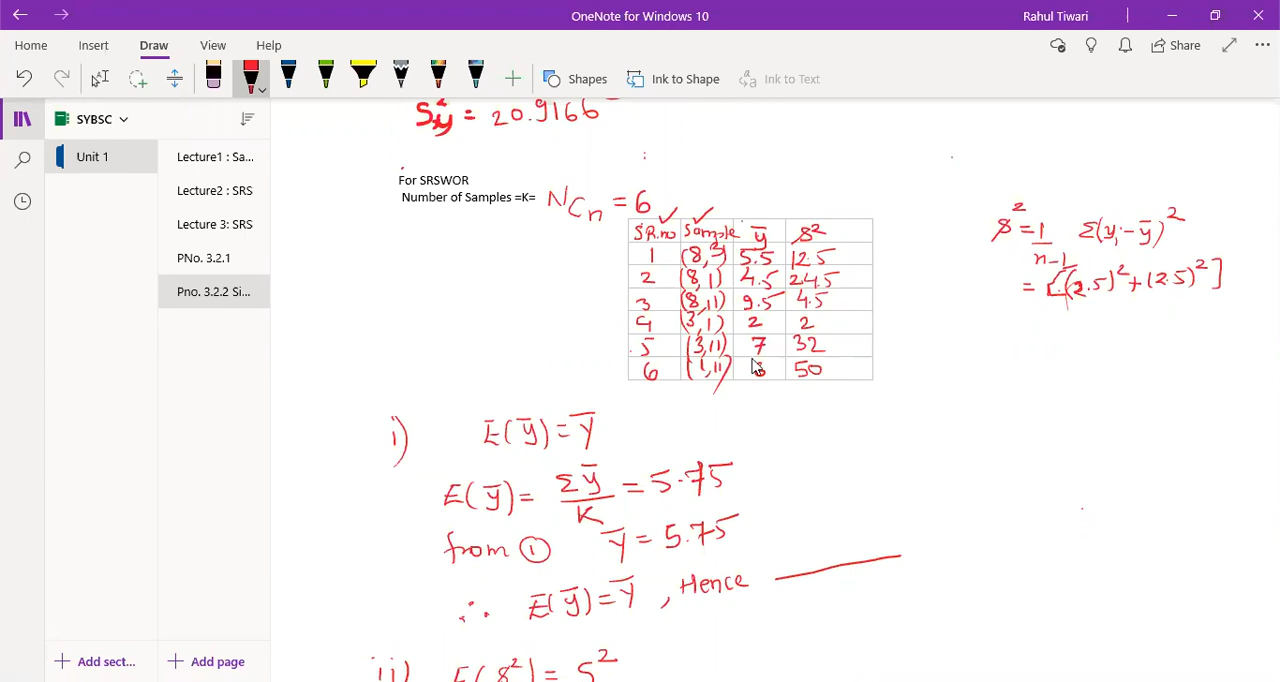 OneNote for Windows 10
Rahul Tiwari
Home Insert Draw View Help
Share
Shapes Ink to Shape Ink to Text
SYBSC
Unit 1
Lecture1 : Sa...
Lecture2 : SRS
Lecture 3: SRS
PNo. 3.2.1
Pno. 3.2.2 Si...
Add sect...
Add page
S²y = 20.9166
For SRSWOR
Number of Samples =K= NCn = 6
SR.no Sample ȳ s²
1 (8,3) 5.5 12.5
2 (8,1) 4.5 24.5
3 (8,11) 9.5 4.5
4 (3,1) 2 2
5 (3,11) 7 32
6 (1,11) 6 50
s² = 1/n-1 Σ(yi-ȳ)²
= [(2.5)²+(2.5)²]
i) E(ȳ)=Ȳ
E(ȳ)= Σȳ/K = 5.75
from ① Ȳ = 5.75
∴ E(ȳ)=Ȳ , Hence
ii) E(s²) = S²